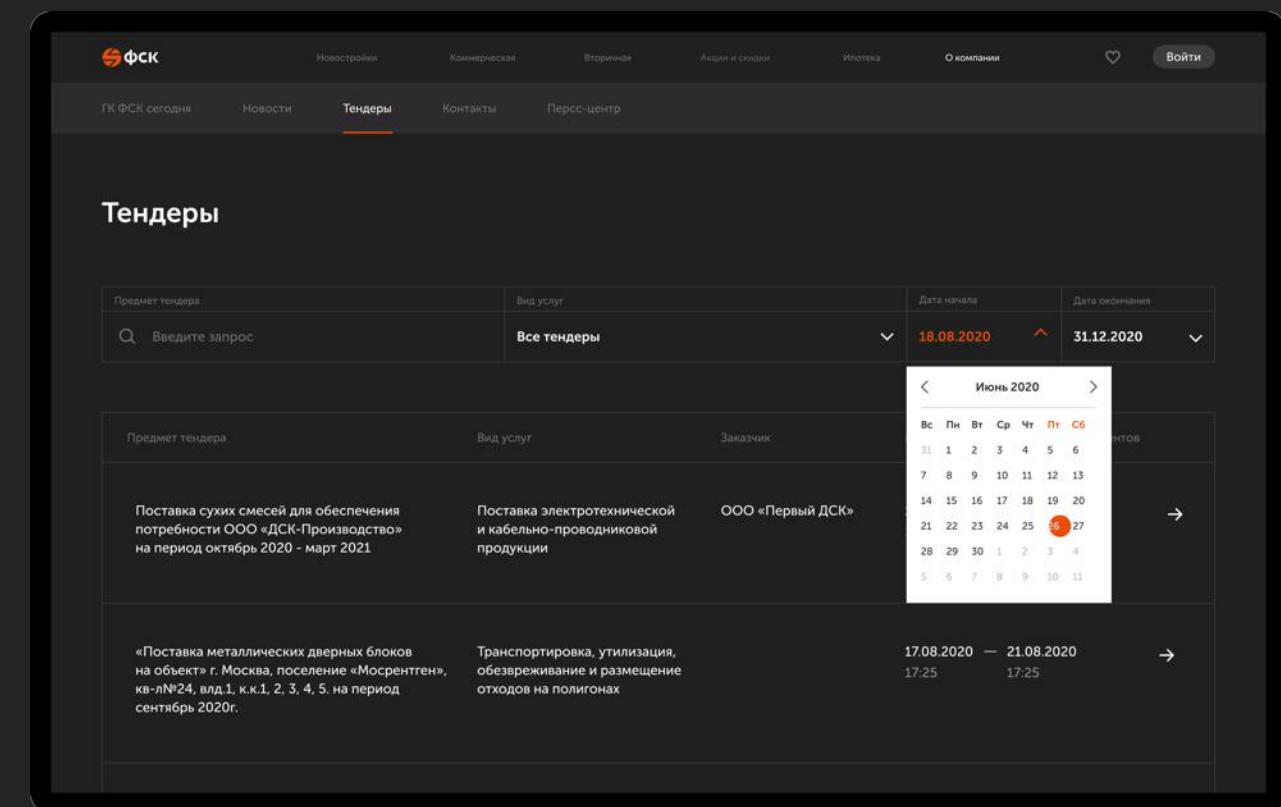 ФСК
Новостройки Коммерческая Вторичная Акции и скидки Ипотека О компании Войти
ГК ФСК сегодня Новости Тендеры Контакты Персс-центр
Тендеры
Предмет тендера Вид услуг Дата начала Дата окончания
Введите запрос Все тендеры 18.08.2020 31.12.2020
Июнь 2020
Вс Пн Вт Ср Чт Пт Сб
31 1 2 3 4 5 6
7 8 9 10 11 12 13
14 15 16 17 18 19 20
21 22 23 24 25 26 27
28 29 30 1 2 3 4
5 6 7 8 9 10 11
Предмет тендера Вид услуг Заказчик
Поставка сухих смесей для обеспечения
потребности ООО «ДСК-Производство»
на период октябрь 2020 - март 2021
Поставка электротехнической
и кабельно-проводниковой
продукции
ООО «Первый ДСК»
«Поставка металлических дверных блоков
на объект» г. Москва, поселение «Мосрентген»,
кв-л№24, влд.1, к.к.1, 2, 3, 4, 5. на период
сентябрь 2020г.
Транспортировка, утилизация,
обезвреживание и размещение
отходов на полигонах
17.08.2020 — 21.08.2020
17:25 17:25